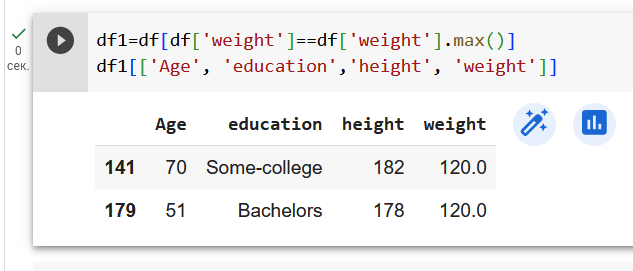 0
сек.
df1=df[df['weight']==df['weight'].max()]
df1[['Age', 'education','height', 'weight']]
Age education height weight
141 70 Some-college 182 120.0
179 51 Bachelors 178 120.0